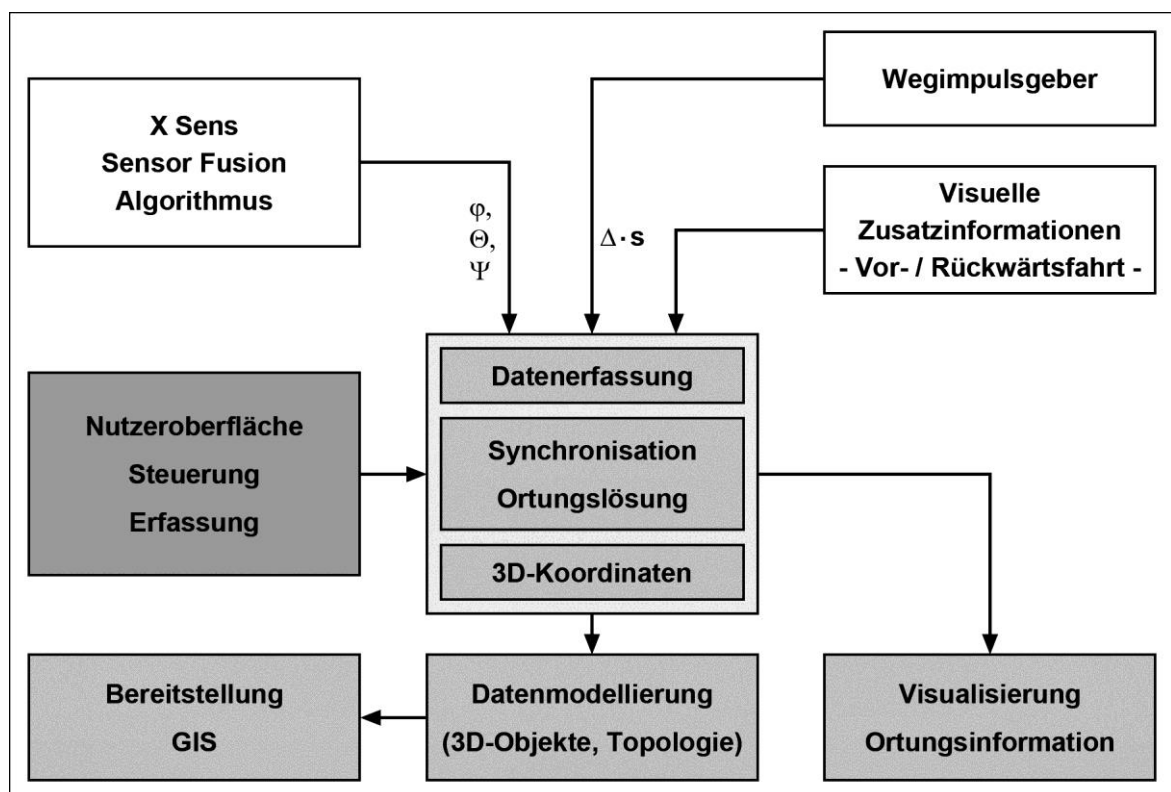 X Sens
Sensor Fusion
Algorithmus
Wegimpulsgeber
Visuelle
Zusatzinformationen
- Vor- / Rückwärtsfahrt -
φ,
Θ,
Ψ
Δ·s
Nutzeroberfläche
Steuerung
Erfassung
Datenerfassung
Synchronisation
Ortungslösung
3D-Koordinaten
Bereitstellung
GIS
Datenmodellierung
(3D-Objekte, Topologie)
Visualisierung
Ortungsinformation